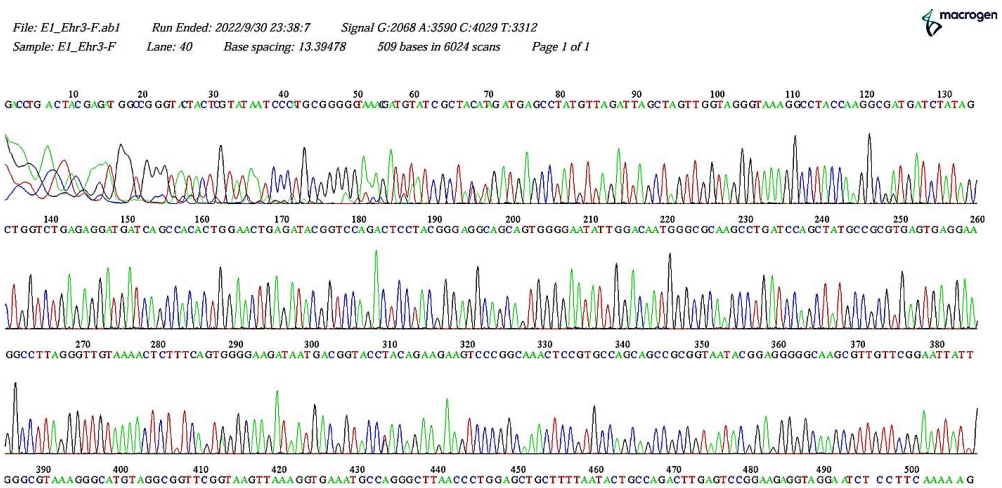 macrogen
File: E1_Ehr3-F.ab1 Run Ended: 2022/9/30 23:38:7 Signal G:2068 A:3590 C:4029 T:3312
Sample: E1_Ehr3-F Lane: 40 Base spacing: 13.39478 509 bases in 6024 scans Page 1 of 1
10 20 30 40 50 60 70 80 90 100 110 120 130
GACCTG ACTACGAGAT GGCCGGGTACTACTCGTATAATCCCATGCGGGGGTAAACGATGTATCGCTACATAGATGAGCCTATGTTAGATTAGCTAGTTGGTAGGGTAAAGGCCTACCAAGGCGATGATCTATAG
140 150 160 170 180 190 200 210 220 230 240 250 260
CTGGTCTGAGAGGATGATCAGCCACACTGGAACTGAGATACGGTCCAGACTCCTACGGGAGGCAGCAGTGGGGAATATTGGACAATGGGCGCAAGCCTGATCCAGCTATGCCGCGTGAGTGAGGAA
270 280 290 300 310 320 330 340 350 360 370 380
GGCCTTAGGGTTGTAAAACTCTTTCAGTGGGGAAGATAATGACGGTACCTACAGAAGAAGTCCCGGCAAACTCCGTGCCAGCAGCCGCGGTAATACGGAGGGGGCAAGCGTTGTTCGGAATTATT
390 400 410 420 430 440 450 460 470 480 490 500
GGGCGTAAAGGGCATGTAGGCGGTTCGGTAAGTTAAAGGTGAAATGCCAGGGCTTAACCCTGGAGCTGCTTTTAATACTGCCAGACTTGAGTCCGGAAGAGGTAGGAATCT CCTTCAAAAAG